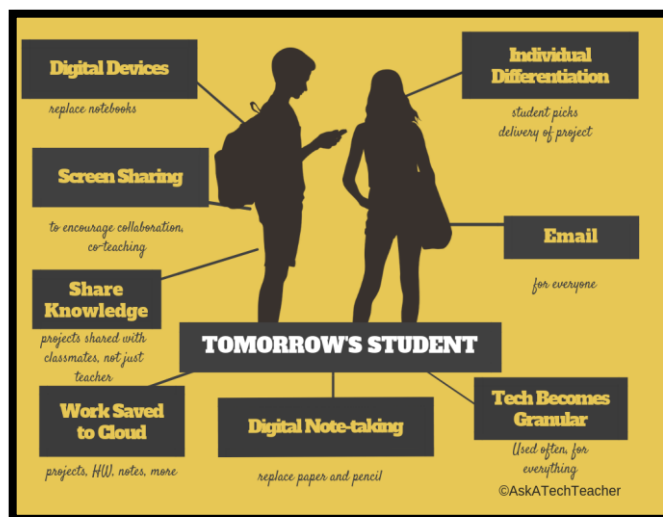 Digital Devices
replace notebooks
Individual
Differentiation
student picks
delivery of project
Screen Sharing
to encourage collaboration,
co-teaching
Email
for everyone
Share
Knowledge
projects shared with
classmates, not just
teacher
TOMORROW'S STUDENT
Work Saved
to Cloud
projects, HW, notes, more
Digital Note-taking
replace paper and pencil
Tech Becomes
Granular
Used often, for
everything
©AskATechTeacher